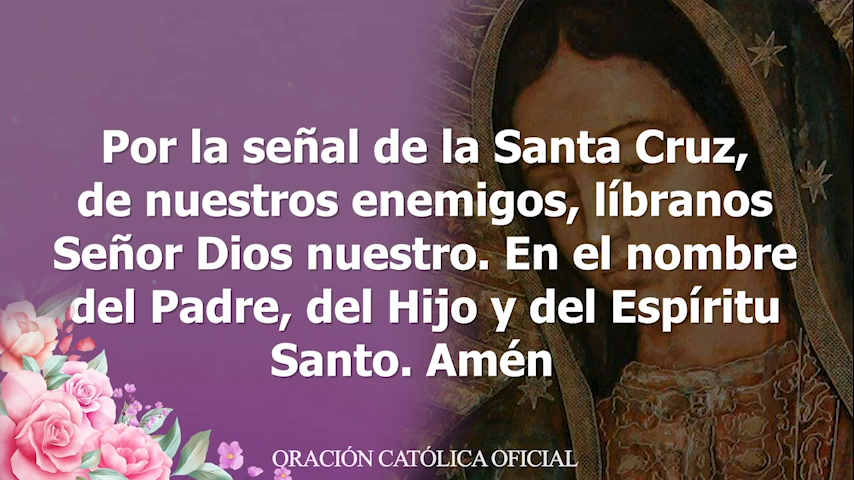 Por la señal de la Santa Cruz,
de nuestros enemigos, líbranos
Señor Dios nuestro. En el nombre
del Padre, del Hijo y del Espíritu
Santo. Amén
ORACIÓN CATÓLICA OFICIAL